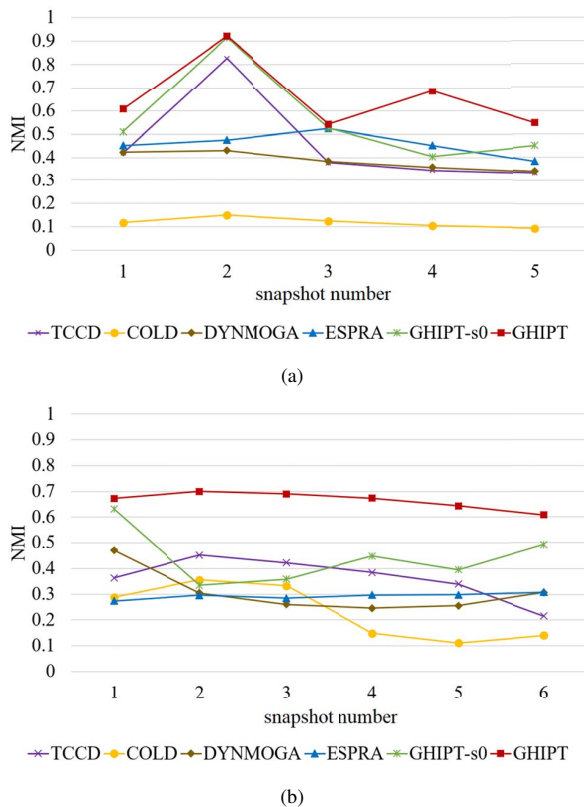 1
0.9
0.8
0.7
0.6
0.5
0.4
0.3
0.2
0.1
0
NMI
1 2 3 4 5
snapshot number
TCCD COLD DYNMOGA ESPRA GHIPT-s0 GHIPT
(a)
1
0.9
0.8
0.7
0.6
0.5
0.4
0.3
0.2
0.1
0
NMI
1 2 3 4 5 6
snapshot number
TCCD COLD DYNMOGA ESPRA GHIPT-s0 GHIPT
(b)